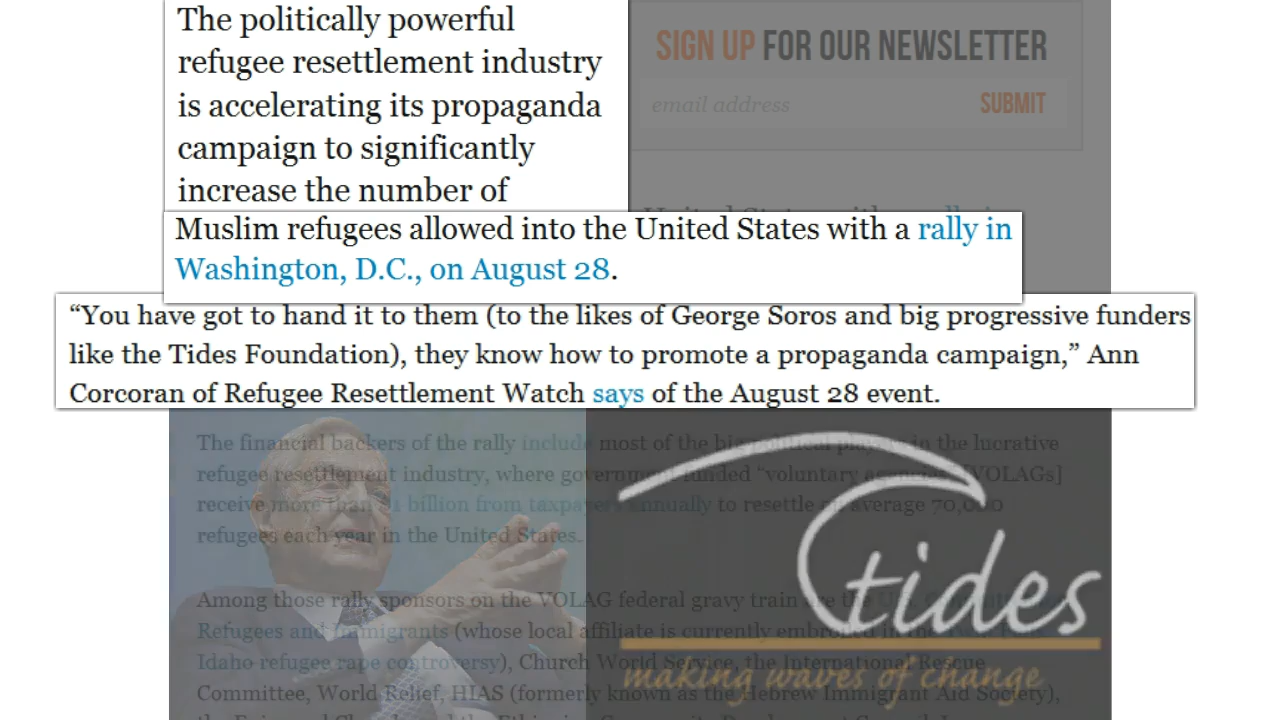 The politically powerful
refugee resettlement industry
is accelerating its propaganda
campaign to significantly
increase the number of
SIGN UP FOR OUR NEWSLETTER
email address
SUBMIT
Muslim refugees allowed into the United States with a rally in
Washington, D.C., on August 28.
“You have got to hand it to them (to the likes of George Soros and big progressive funders
like the Tides Foundation), they know how to promote a propaganda campaign,” Ann
Corcoran of Refugee Resettlement Watch says of the August 28 event.
The financial backers of the rally include most of the big political players in the lucrative
refugee resettlement industry, where government funded “voluntary agencies” [VOLAGs]
receive more than $1 billion from taxpayers annually to resettle on average 70,000
refugees each year in the United States.
Among those rally sponsors on the VOLAG federal gravy train are the
Refugees and Immigrants (whose local affiliate is currently embroiled in the
Idaho refugee rape controversy), Church World Service, the International Rescue
Committee, World Relief, HIAS (formerly known as the Hebrew Immigrant Aid Society),
tides
making waves of change